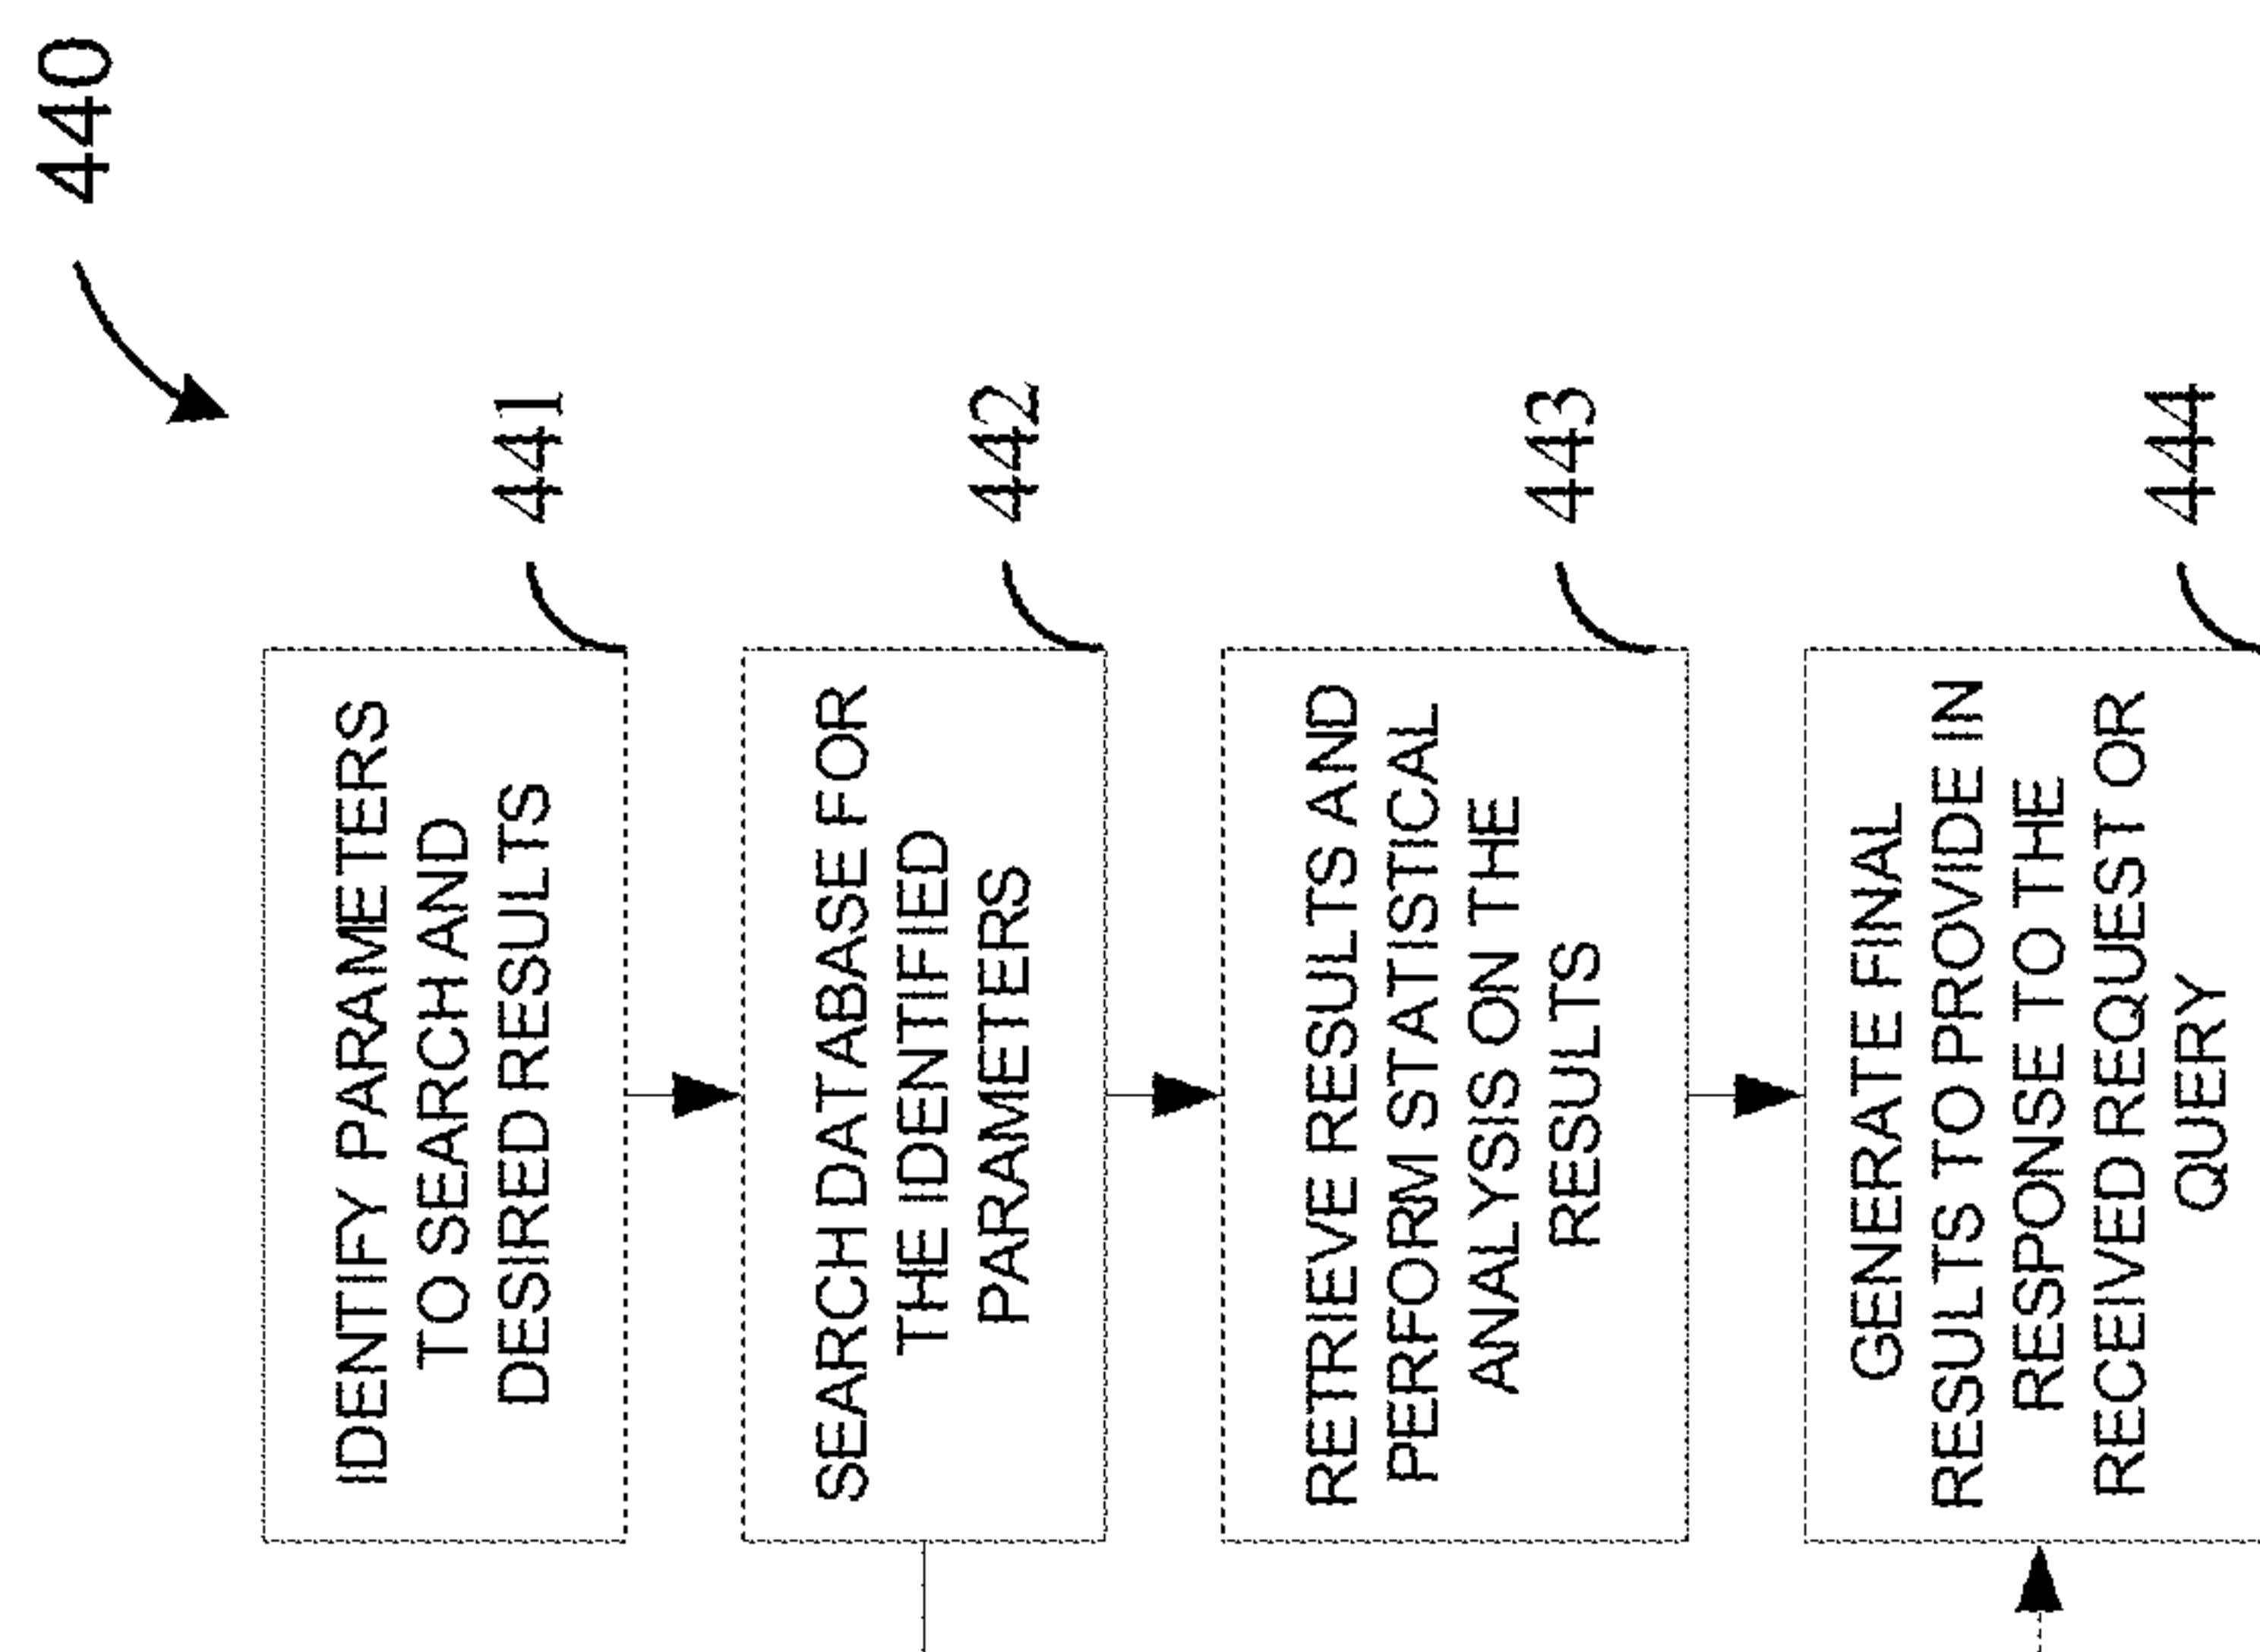 440
IDENTIFY PARAMETERS
TO SEARCH AND
DESIRED RESULTS
441
SEARCH DATABASE FOR
THE IDENTIFIED
PARAMETERS
442
RETRIEVE RESULTS AND
PERFORM STATISTICAL
ANALYSIS ON THE
RESULTS
443
GENERATE FINAL
RESULTS TO PROVIDE IN
RESPONSE TO THE
RECEIVED REQUEST OR
QUERY
444